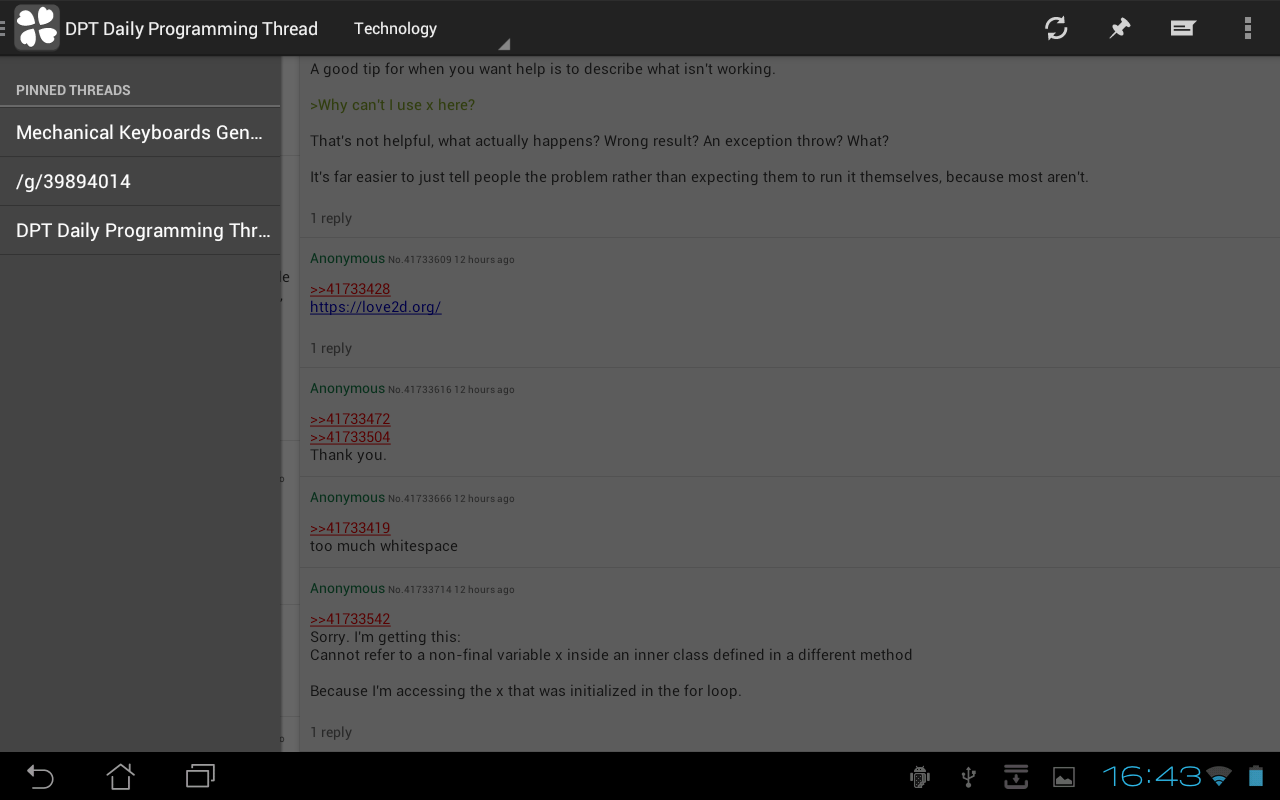 DPT Daily Programming Thread
Technology
PINNED THREADS
Mechanical Keyboards Gen...
/g/39894014
DPT Daily Programming Thr...
A good tip for when you want help is to describe what isn't working.
>Why can't I use x here?
That's not helpful, what actually happens? Wrong result? An exception throw? What?
It's far easier to just tell people the problem rather than expecting them to run it themselves, because most aren't.
1 reply
Anonymous No.41733609 12 hours ago
>>41733428
https://love2d.org/
1 reply
Anonymous No.41733616 12 hours ago
>>41733472
>>41733504
Thank you.
Anonymous No.41733666 12 hours ago
>>41733419
too much whitespace
Anonymous No.41733714 12 hours ago
>>41733542
Sorry. I'm getting this:
Cannot refer to a non-final variable x inside an inner class defined in a different method
Because I'm accessing the x that was initialized in the for loop.
1 reply
16:43